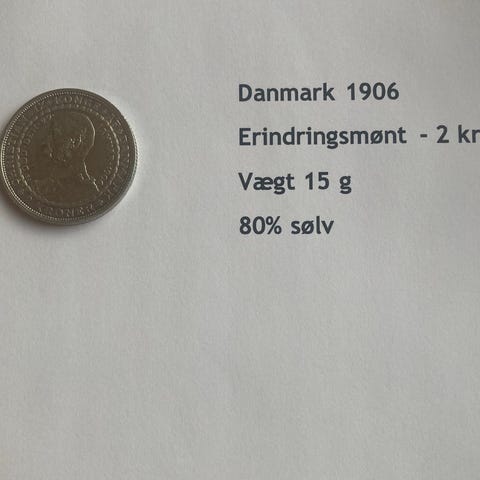 Danmark 1906
Erindringsmønt - 2 kr
Vægt 15 g
80% sølv